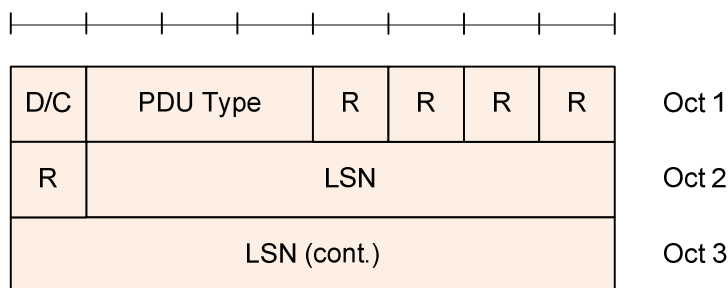 D/C PDU Type R R R R Oct 1
R LSN Oct 2
LSN (cont.) Oct 3